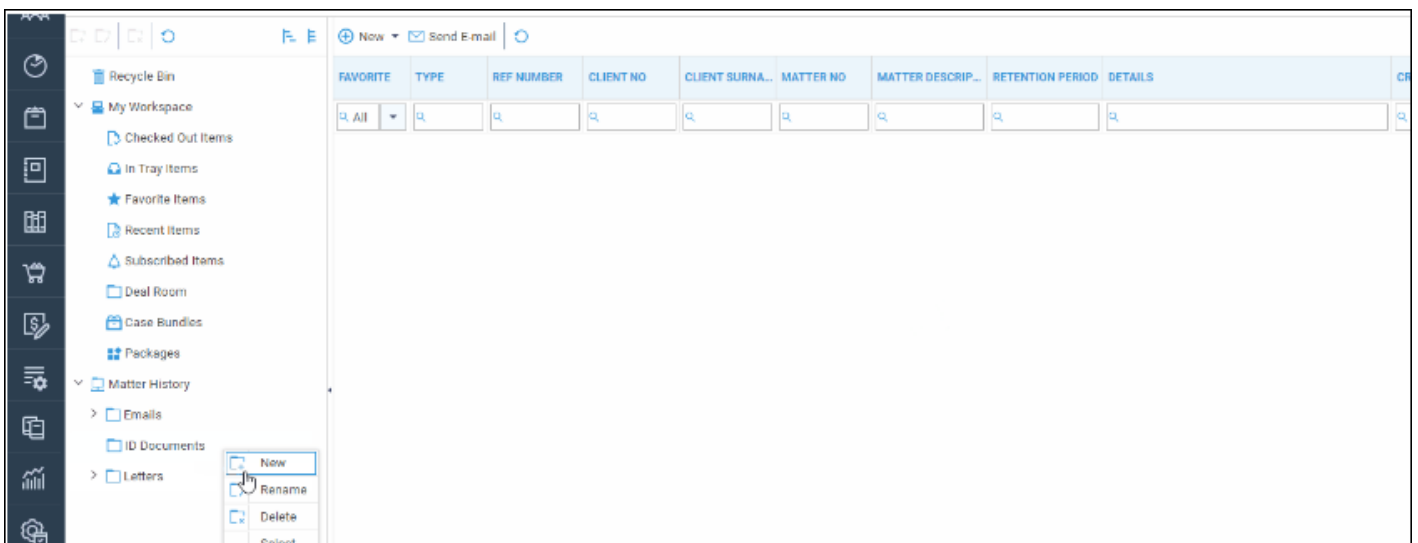 New Send E-mail
FAVORITE TYPE REF NUMBER CLIENT NO CLIENT SURNA... MATTER NO MATTER DESCRIP... RETENTION PERIOD DETAILS CR
All
Recycle Bin
My Workspace
Checked Out Items
In Tray Items
Favorite Items
Recent Items
Subscribed Items
Deal Room
Case Bundles
Packages
Matter History
Emails
ID Documents
Letters
New
Rename
Delete
Select